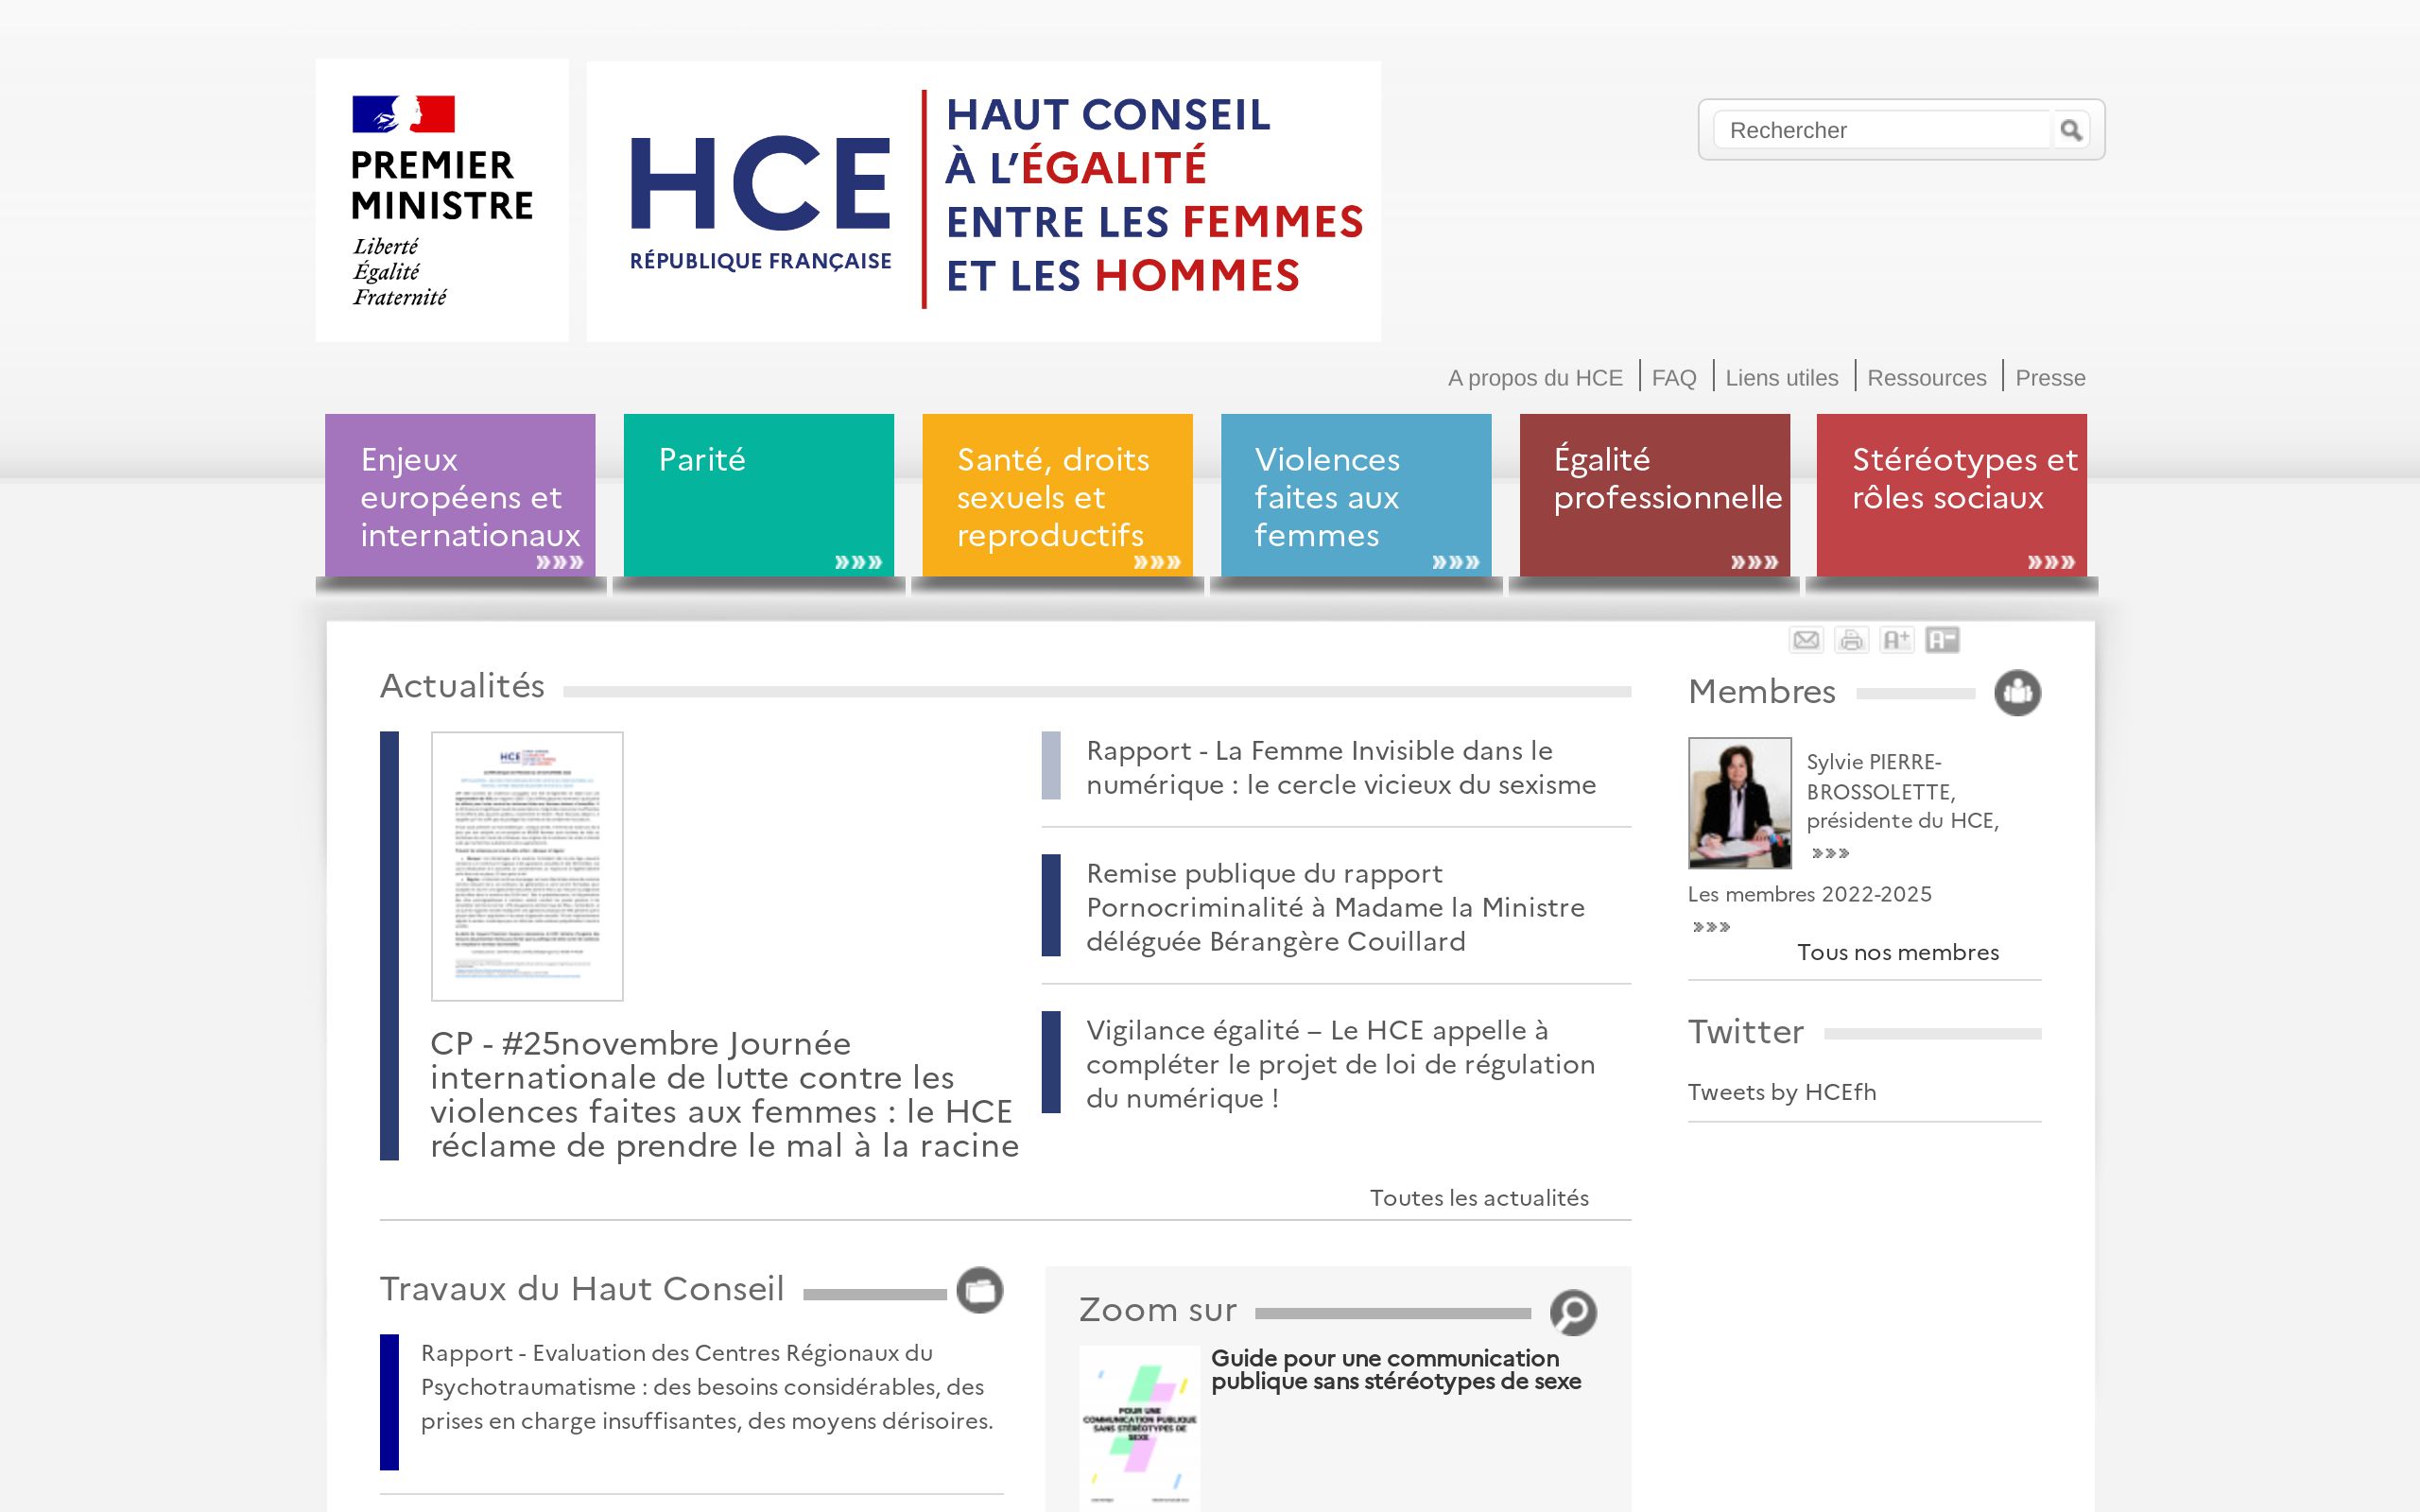 PREMIER
MINISTRE
Liberté
Égalité
Fraternité
HCE
RÉPUBLIQUE FRANÇAISE
HAUT CONSEIL
À L’ÉGALITÉ
ENTRE LES FEMMES
ET LES HOMMES
Rechercher
A propos du HCE
FAQ
Liens utiles
Ressources
Presse
Enjeux
européens et
internationaux
Parité
Santé, droits
sexuels et
reproductifs
Violences
faites aux
femmes
Égalité
professionnelle
Stéréotypes et
rôles sociaux
A+
A-
Actualités
HCE
CP - #25novembre Journée
internationale de lutte contre les
violences faites aux femmes : le HCE
réclame de prendre le mal à la racine
Rapport - La Femme Invisible dans le
numérique : le cercle vicieux du sexisme
Remise publique du rapport
Pornocriminalité à Madame la Ministre
déléguée Bérangère Couillard
Vigilance égalité – Le HCE appelle à
compléter le projet de loi de régulation
du numérique !
Toutes les actualités
Membres
Sylvie PIERRE-
BROSSOLETTE,
présidente du HCE,
Les membres 2022-2025
Tous nos membres
Twitter
Tweets by HCEfh
Travaux du Haut Conseil
Rapport - Evaluation des Centres Régionaux du
Psychotraumatisme : des besoins considérables, des
prises en charge insuffisantes, des moyens dérisoires.
Zoom sur
Guide pour une communication
publique sans stéréotypes de sexe
POUR UNE
COMMUNICATION PUBLIQUE
SANS STÉRÉOTYPES DE
SEXE